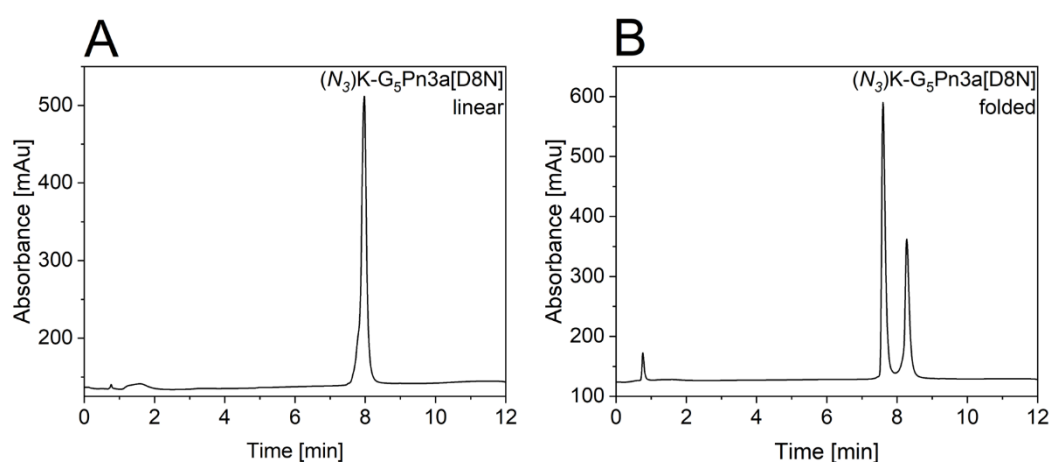 A
B
(N₃)K-G₅Pn3a[D8N]
linear
Absorbance [mAu]
500
400
300
200
0
2
4
6
8
10
12
Time [min]
(N₃)K-G₅Pn3a[D8N]
folded
Absorbance [mAu]
600
500
400
300
200
100
0
2
4
6
8
10
12
Time [min]